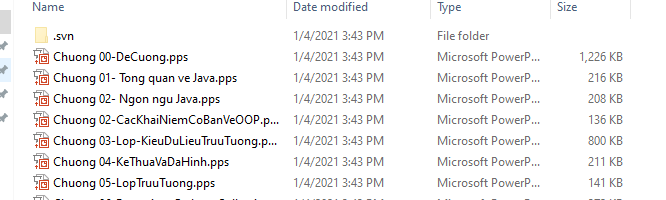 Name Date modified Type Size
.svn 1/4/2021 3:43 PM File folder
Chuong 00-DeCuong.pps 1/4/2021 3:43 PM Microsoft PowerP... 1,226 KB
Chuong 01- Tong quan ve Java.pps 1/4/2021 3:43 PM Microsoft PowerP... 216 KB
Chuong 02- Ngon ngu Java.pps 1/4/2021 3:43 PM Microsoft PowerP... 208 KB
Chuong 02-CacKhaiNiemCoBanVeOOP.p... 1/4/2021 3:43 PM Microsoft PowerP... 136 KB
Chuong 03-Lop-KieuDuLieuTruuTuong.p... 1/4/2021 3:43 PM Microsoft PowerP... 800 KB
Chuong 04-KeThuaVaDaHinh.pps 1/4/2021 3:43 PM Microsoft PowerP... 211 KB
Chuong 05-LopTruuTuong.pps 1/4/2021 3:43 PM Microsoft PowerP... 141 KB